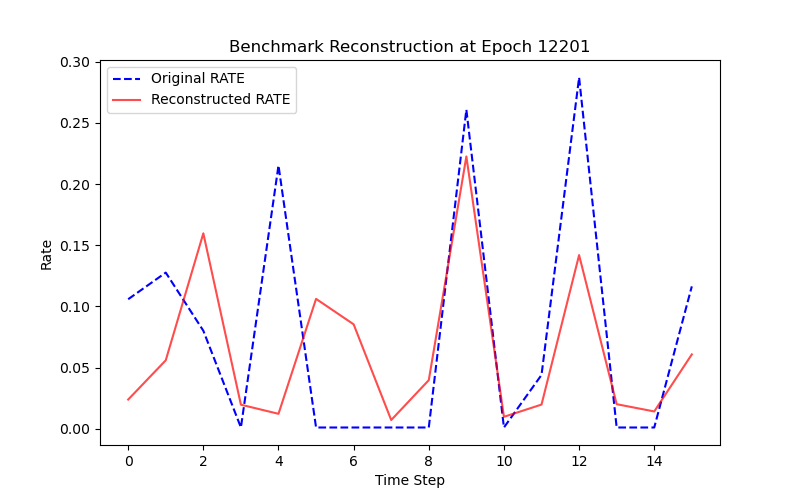 Benchmark Reconstruction at Epoch 12201
Original RATE
Reconstructed RATE
0.30
0.25
0.20
0.15
0.10
0.05
0.00
Rate
0 2 4 6 8 10 12 14
Time Step